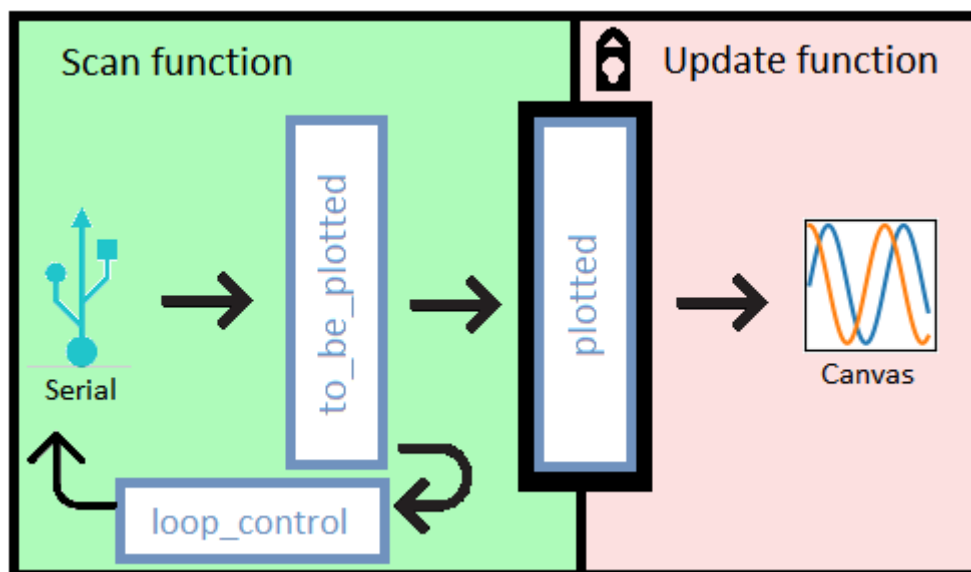 Scan function
Update function
to_be_plotted
plotted
Serial
Canvas
loop_control